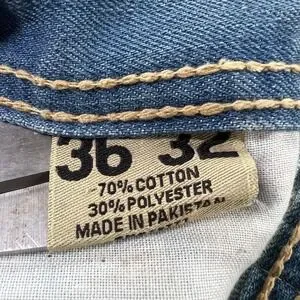 36 32
70% COTTON
30% POLYESTER
MADE IN PAKISTAN